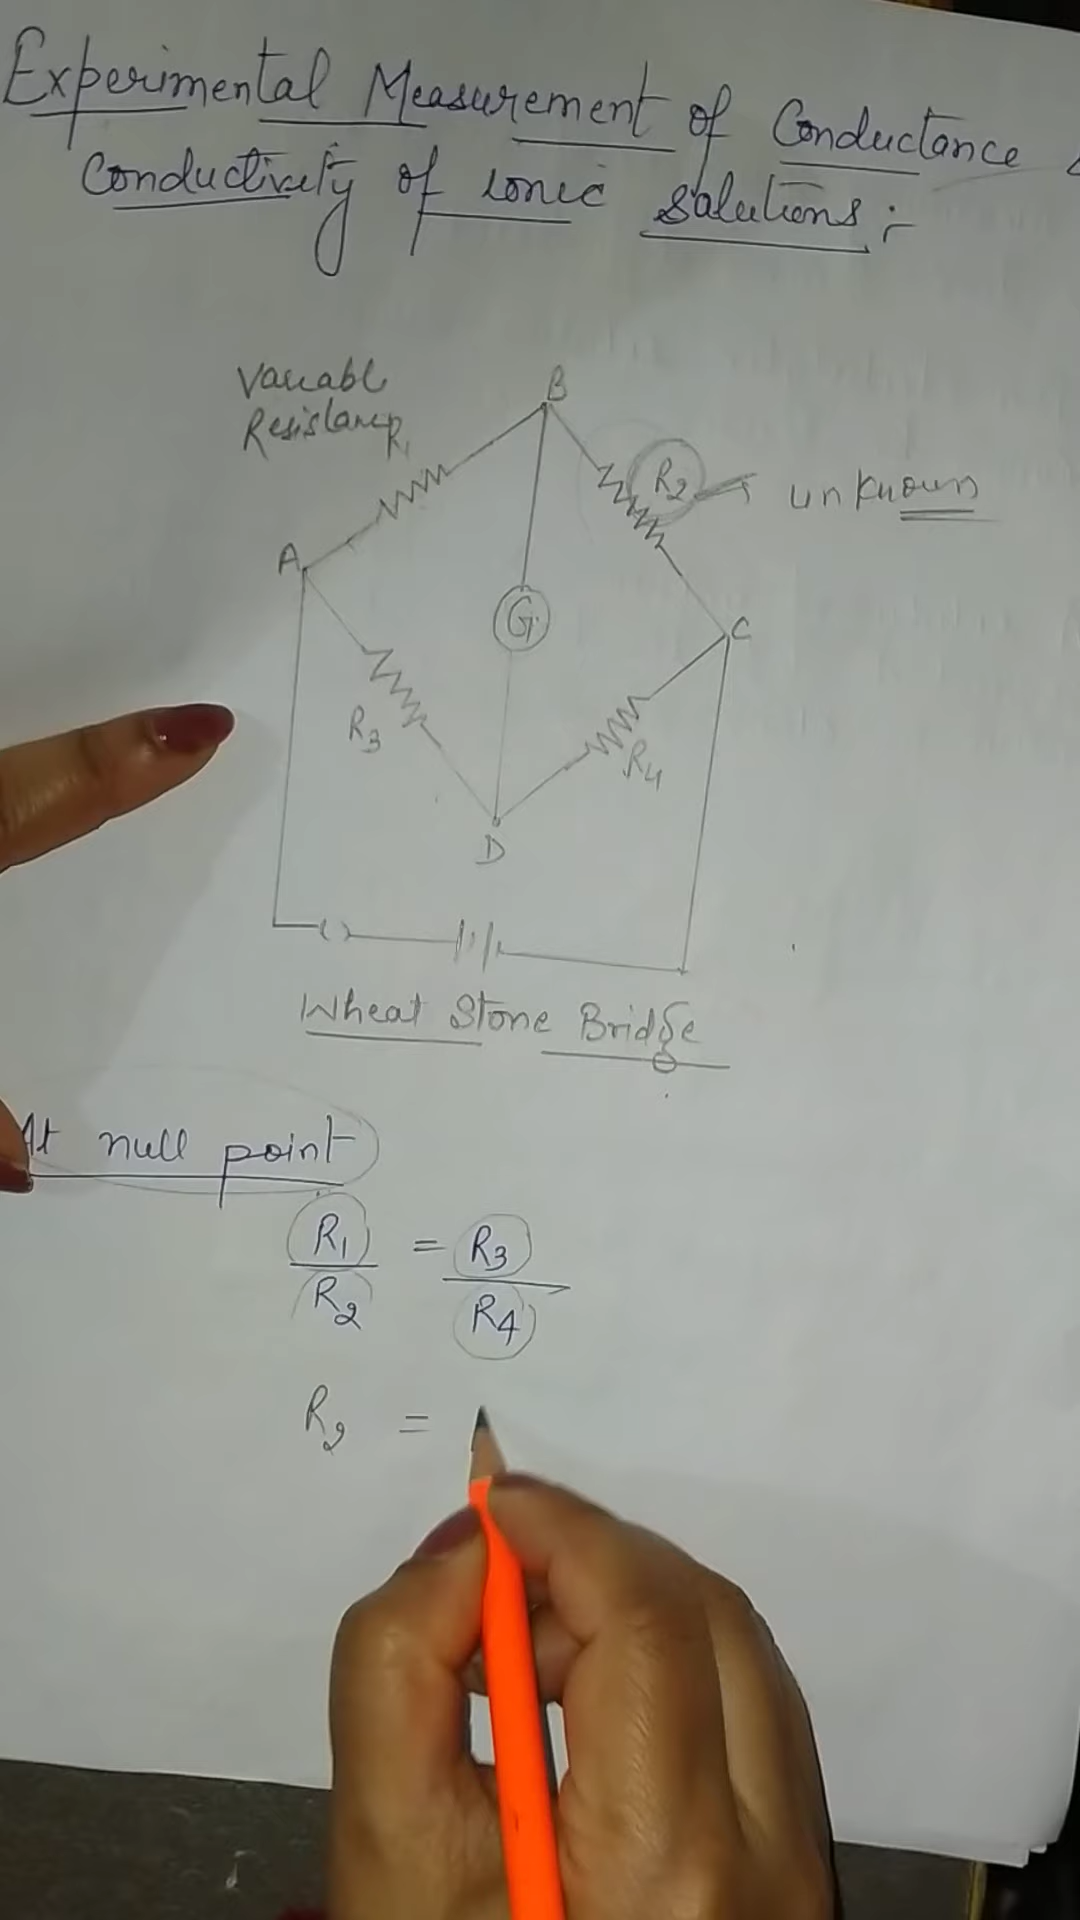 Experimental Measurement of Conductance &
Conductivity of ionic Solutions :-
Variabl
Resistance
R1
B
R2
unknown
A
G
C
R3
R4
D
Wheat Stone Bridge
At null point
R1 = R3
R2 R4
R2 =